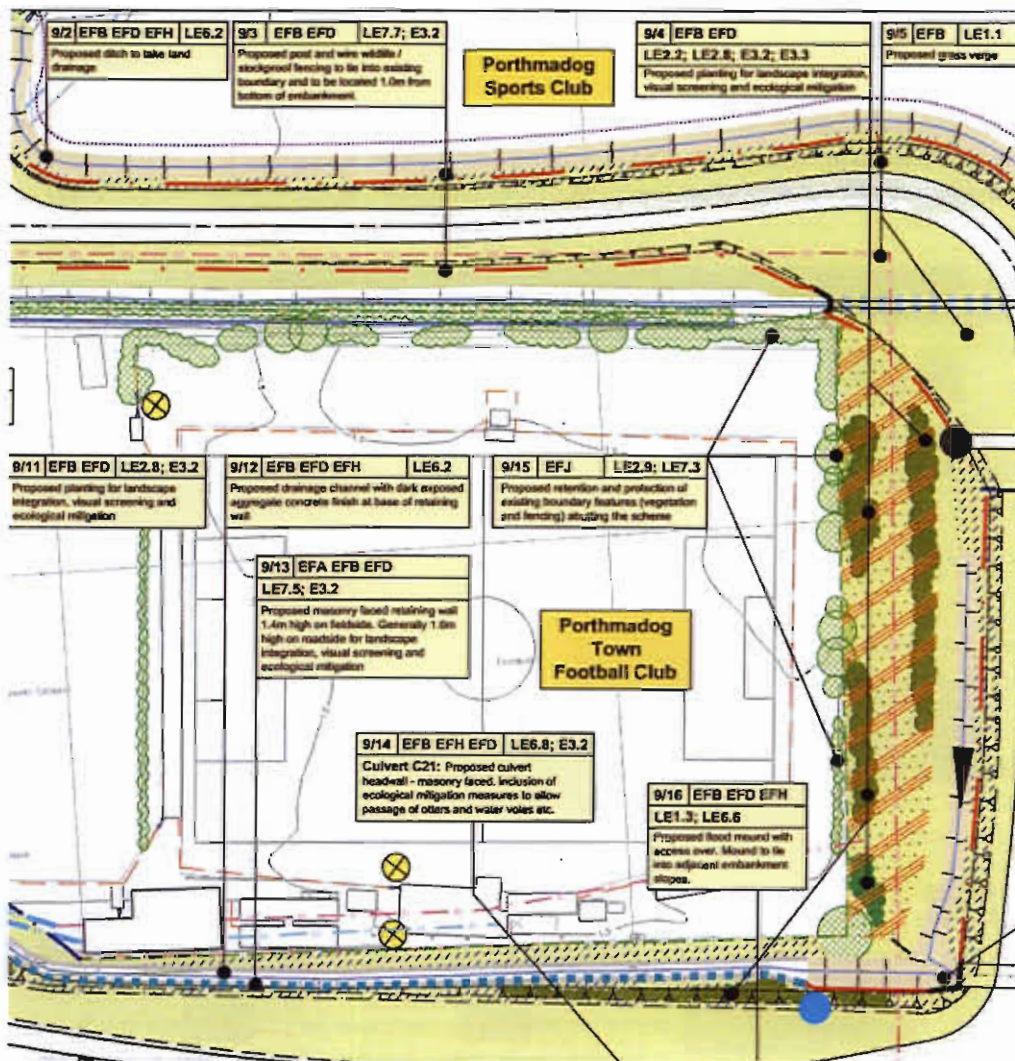 9/2 EFB EFD EFH LE6.2
Proposed ditch to take land
drainage
9/3 EFB EFD LE7.7; E3.2
Proposed post and wire wildlife /
stockproof fencing to tie into existing
boundary and to be located 1.0m from
bottom of embankment.
Porthmadog
Sports Club
9/4 EFB EFD
LE2.2; LE2.8; E3.2; E3.3
Proposed planting for landscape integration,
visual screening and ecological mitigation
9/5 EFB LE1.1
Proposed grass verge
9/11 EFB EFD LE2.8; E3.2
Proposed planting for landscape
integration, visual screening and
ecological mitigation
9/12 EFB EFD EFH LE6.2
Proposed drainage channel with dark exposed
aggregate concrete finish at base of retaining
wall
9/15 EFJ LE2.9; LE7.3
Proposed retention and protection of
existing boundary features (vegetation
and fencing) abutting the scheme
9/13 EFA EFB EFD
LE7.5; E3.2
Proposed masonry faced retaining wall
1.4m high on fieldside. Generally 1.6m
high on roadside for landscape
integration, visual screening and
ecological mitigation
Porthmadog
Town
Football Club
9/14 EFB EFH EFD LE6.8; E3.2
Culvert C21: Proposed culvert
headwall - masonry faced. Inclusion of
ecological mitigation measures to allow
passage of otters and water voles etc.
9/16 EFB EFD EFH
LE1.3; LE6.6
Proposed flood mound with
access over. Mound to tie
into adjacent embankment
slopes.